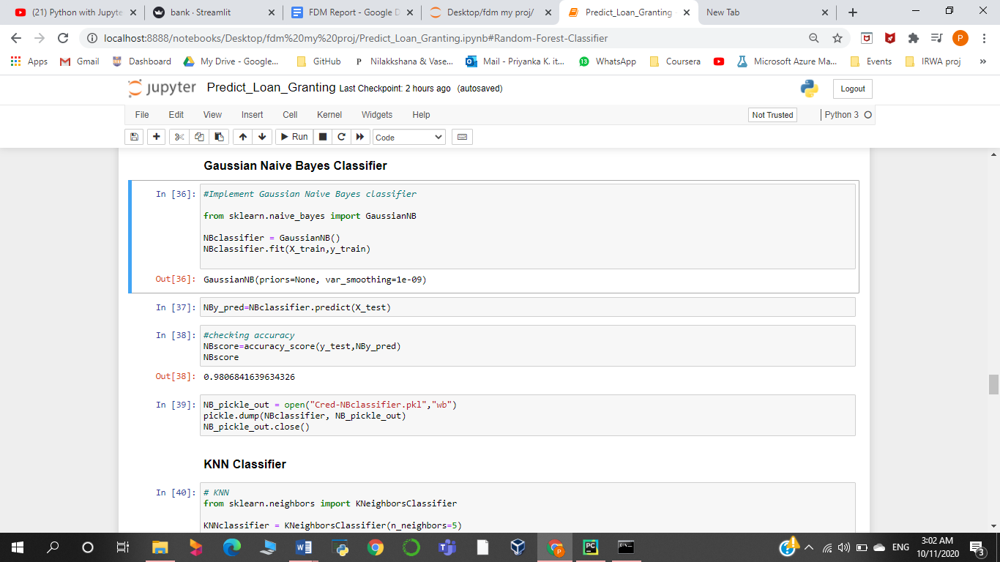 (21) Python with Jupyte
bank · Streamlit
FDM Report - Google D
Desktop/fdm my proj/
Predict_Loan_Granting
New Tab
localhost:8888/notebooks/Desktop/fdm%20my%20proj/Predict_Loan_Granting.ipynb#Random-Forest-Classifier
P
Apps
Gmail
Dashboard
My Drive - Google...
GitHub
P Nilakkshana & Vase...
Mail - Priyanka K. it...
13 WhatsApp
Coursera
Microsoft Azure Ma...
Events
IRWA proj
»
jupyter Predict_Loan_Granting Last Checkpoint: 2 hours ago (autosaved)
Logout
File Edit View Insert Cell Kernel Widgets Help
Not Trusted
Python 3
Run
Code
Gaussian Naive Bayes Classifier
In [36]: #Implement Gaussian Naive Bayes classifier
from sklearn.naive_bayes import GaussianNB
NBclassifier = GaussianNB()
NBclassifier.fit(X_train,y_train)
Out[36]: GaussianNB(priors=None, var_smoothing=1e-09)
In [37]: NBy_pred=NBclassifier.predict(X_test)
In [38]: #checking accuracy
NBscore=accuracy_score(y_test,NBy_pred)
NBscore
Out[38]: 0.9806841639634326
In [39]: NB_pickle_out = open("Cred-NBclassifier.pkl","wb")
pickle.dump(NBclassifier, NB_pickle_out)
NB_pickle_out.close()
KNN Classifier
In [40]: # KNN
from sklearn.neighbors import KNeighborsClassifier
KNNclassifier = KNeighborsClassifier(n_neighbors=5)
W
P
PC
ENG
3:02 AM
10/11/2020
3